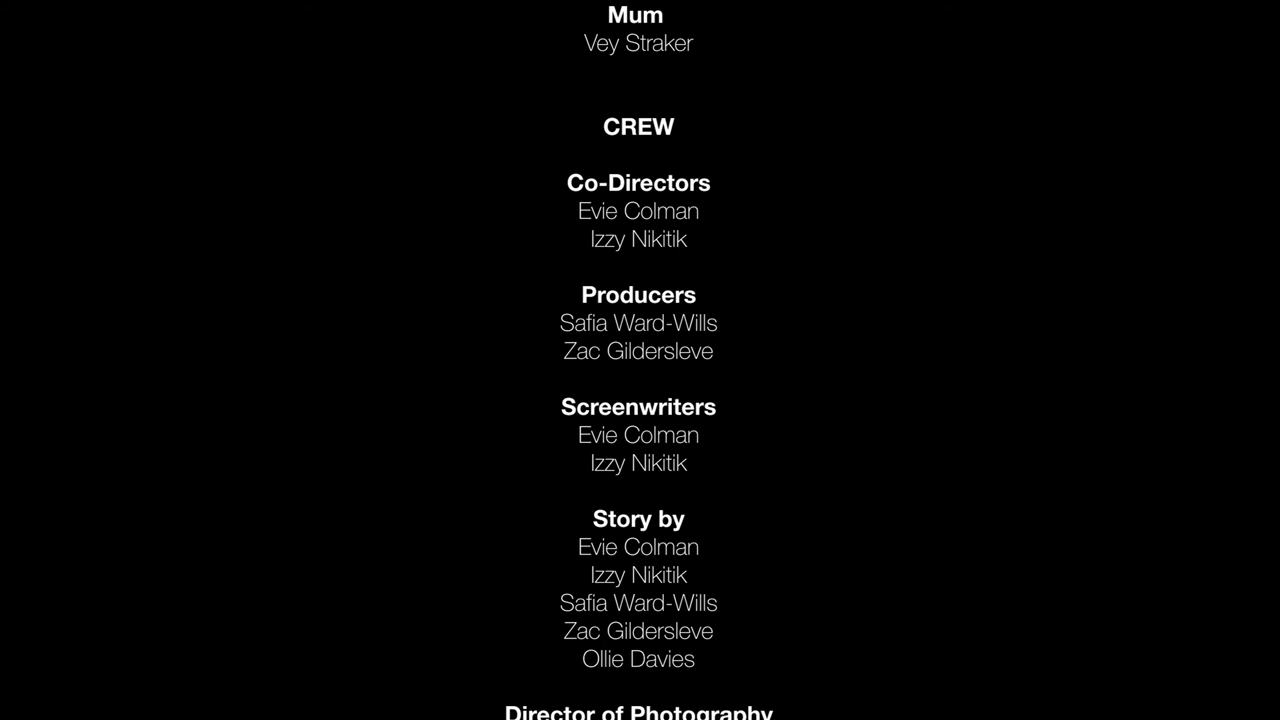 Mum
Vey Straker
CREW
Co-Directors
Evie Colman
Izzy Nikitik
Producers
Safia Ward-Wills
Zac Gildersleve
Screenwriters
Evie Colman
Izzy Nikitik
Story by
Evie Colman
Izzy Nikitik
Safia Ward-Wills
Zac Gildersleve
Ollie Davies
Director of Photography